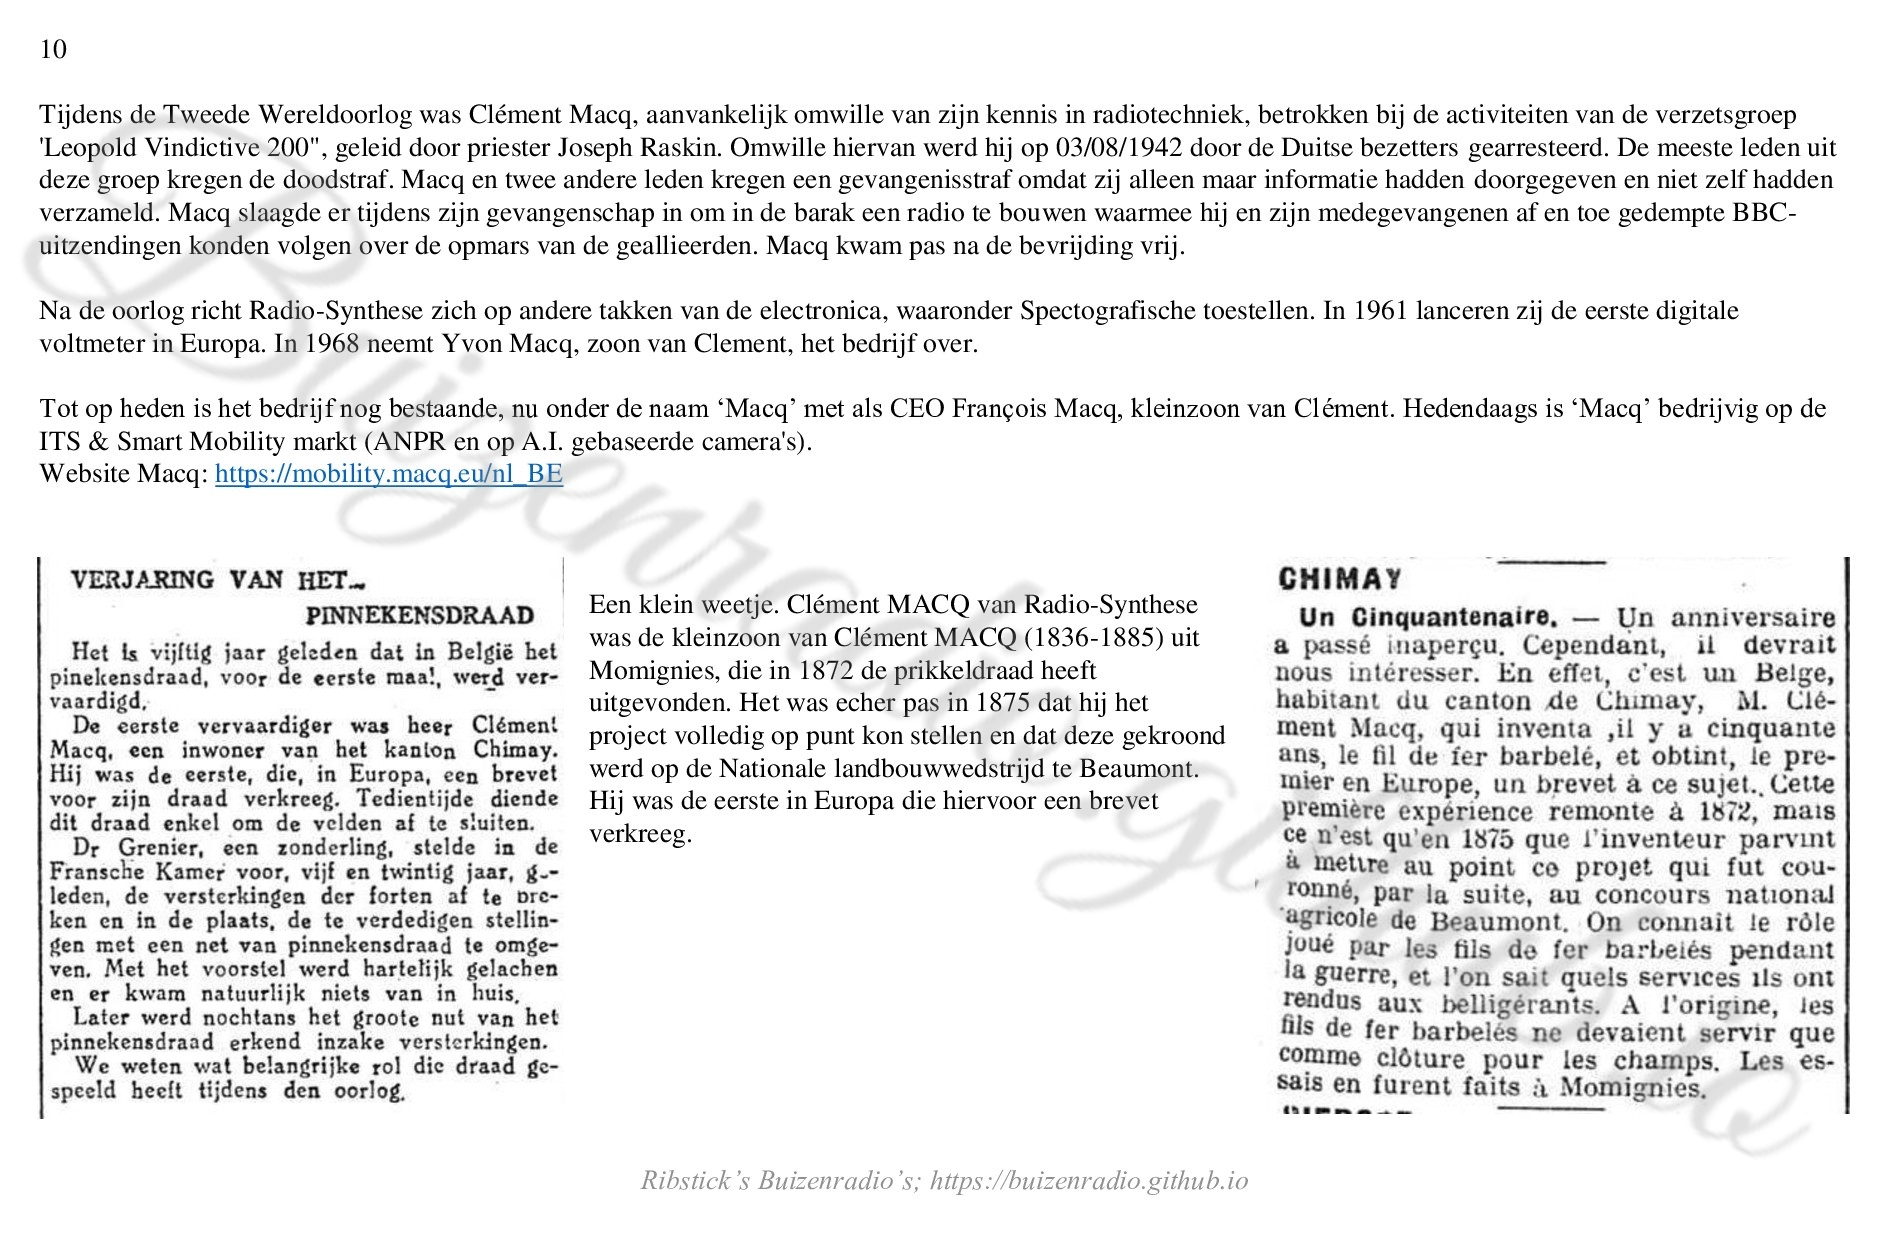 10
Tijdens de Tweede Wereldoorlog was Clément Macq, aanvankelijk omwille van zijn kennis in radiotechniek, betrokken bij de activiteiten van de verzetsgroep
'Leopold Vindictive 200", geleid door priester Joseph Raskin. Omwille hiervan werd hij op 03/08/1942 door de Duitse bezetters gearresteerd. De meeste leden uit
deze groep kregen de doodstraf. Macq en twee andere leden kregen een gevangenisstraf omdat zij alleen maar informatie hadden doorgegeven en niet zelf hadden
verzameld. Macq slaagde er tijdens zijn gevangenschap in om in de barak een radio te bouwen waarmee hij en zijn medegevangenen af en toe gedempte BBC-
uitzendingen konden volgen over de opmars van de geallieerden. Macq kwam pas na de bevrijding vrij.
Na de oorlog richt Radio-Synthese zich op andere takken van de electronica, waaronder Spectografische toestellen. In 1961 lanceren zij de eerste digitale
voltmeter in Europa. In 1968 neemt Yvon Macq, zoon van Clement, het bedrijf over.
Tot op heden is het bedrijf nog bestaande, nu onder de naam ‘Macq’ met als CEO François Macq, kleinzoon van Clément. Hedendaags is ‘Macq’ bedrijvig op de
ITS & Smart Mobility markt (ANPR en op A.I. gebaseerde camera's).
Website Macq: https://mobility.macq.eu/nl_BE
VERJARING VAN HET...
PINNEKENSDRAAD
Het is vijftig jaar geleden dat in België het
pinekensdraad, voor de eerste maal, werd ver-
vaardigd.
De eerste vervaardiger was heer Clément
Macq, een inwoner van het kanton Chimay.
Hij was de eerste, die, in Europa, een brevet
voor zijn draad verkreeg. Tedientijde diende
dit draad enkel om de velden af te sluiten.
Dr Grenier, een zonderling, stelde in de
Fransche Kamer voor, vijf en twintig jaar, g--
leden, de versterkingen der forten af te bre-
ken en in de plaats, de te verdedigen stellin-
gen met een net van pinnekensdraad te omge-
ven. Met het voorstel werd hartelijk gelachen
en er kwam natuurlijk niets van in huis.
Later werd nochtans het groote nut van het
pinnekensdraad erkend inzake versterkingen.
We weten wat belangrijke rol die draad ge-
speeld heeft tijdens den oorlog.
Een klein weetje. Clément MACQ van Radio-Synthese
was de kleinzoon van Clément MACQ (1836-1885) uit
Momignies, die in 1872 de prikkeldraad heeft
uitgevonden. Het was echer pas in 1875 dat hij het
project volledig op punt kon stellen en dat deze gekroond
werd op de Nationale landbouwwedstrijd te Beaumont.
Hij was de eerste in Europa die hiervoor een brevet
verkreeg.
CHIMAY
Un Cinquantenaire. — Un anniversaire
a passé inaperçu. Cependant, il devrait
nous intéresser. En effet, c'est un Belge,
habitant du canton de Chimay, M. Clé-
ment Macq, qui inventa ,il y a cinquante
ans, le fil de fer barbelé, et obtint, le pre-
mier en Europe, un brevet à ce sujet.. Cette
première expérience remonte à 1872, mais
ce n'est qu'en 1875 que l'inventeur parvint
à mettre au point ce projet qui fut cou-
ronné, par la suite, au concours national
agricole de Beaumont. On connait le rôle
joué par les fils de fer barbelés pendant
la guerre, et l'on sait quels services ils ont
rendus aux belligérants. A l'origine, les
fils de fer barbelés ne devaient servir que
comme clôture pour les champs. Les es-
sais en furent faits à Momignies.
Buizenradio.github.io
Ribstick’s Buizenradio’s; https://buizenradio.github.io